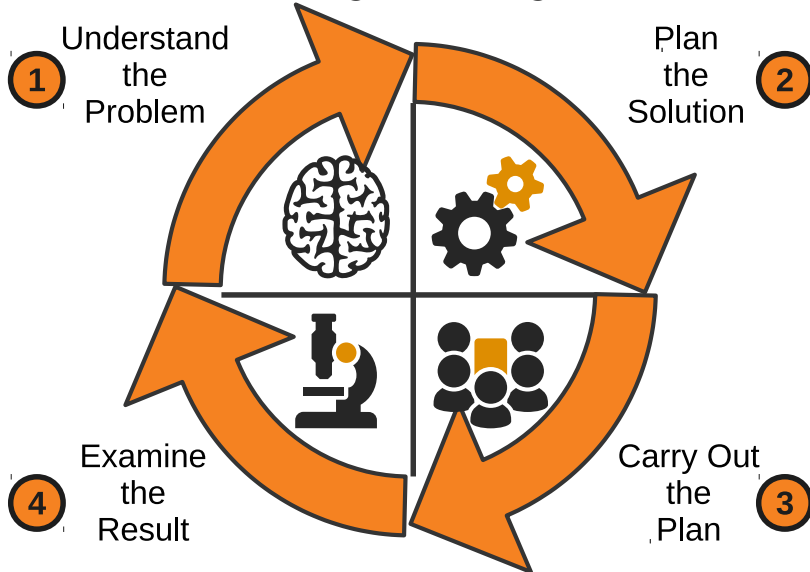 1
Understand
the
Problem
Plan
the
Solution
2
Examine
the
Result
4
Carry Out
the
Plan
3